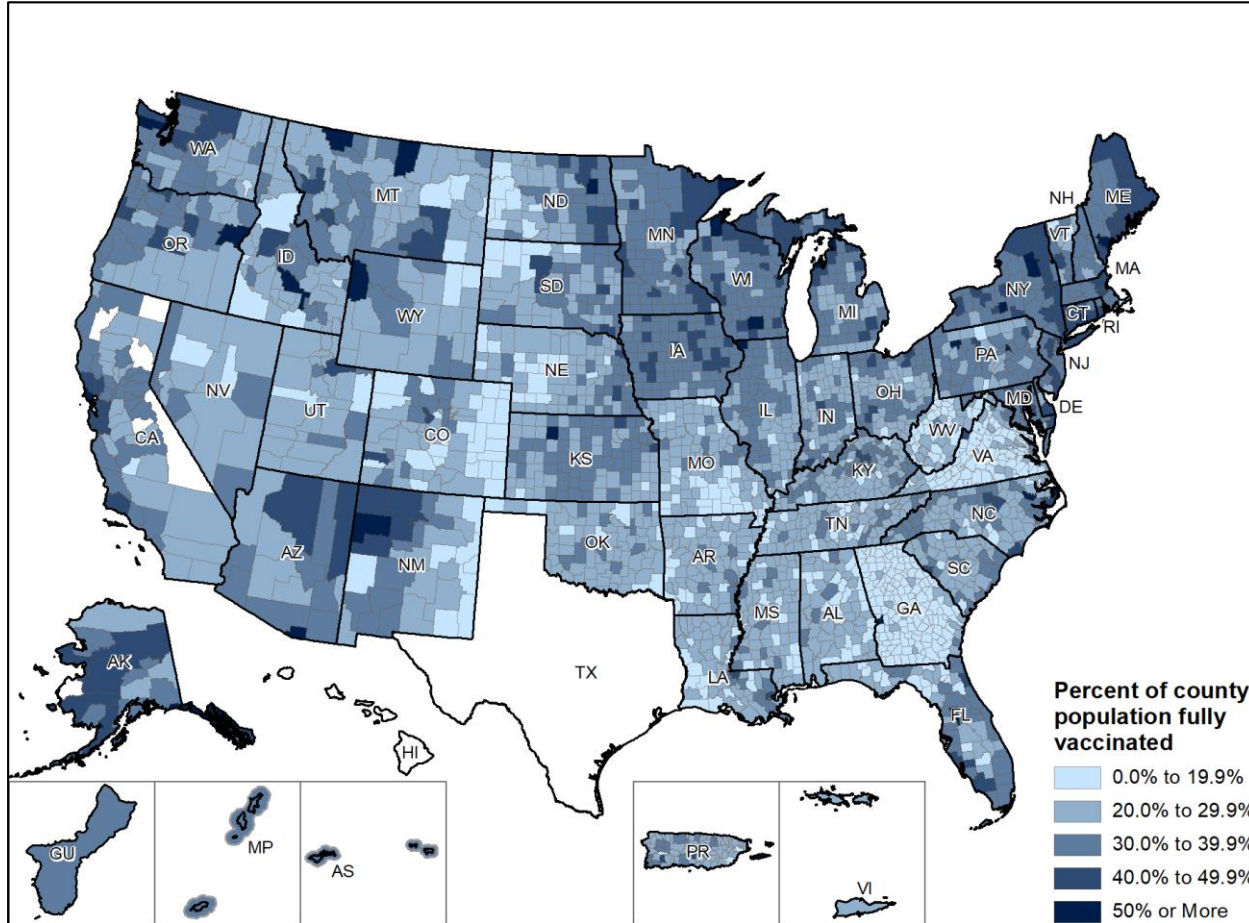 WA
MT
ND
OR
ID
SD
MN
WI
MI
NH
VT
ME
NY
MA
CT
RI
WY
NE
IA
PA
NJ
NV
UT
CO
KS
MO
IL
IN
OH
MD
DE
WV
VA
KY
CA
AZ
NM
OK
AR
TN
NC
SC
MS
AL
GA
LA
TX
FL
AK
HI
GU
MP
AS
PR
VI
Percent of county
population fully
vaccinated
0.0% to 19.9%
20.0% to 29.9%
30.0% to 39.9%
40.0% to 49.9%
50% or More